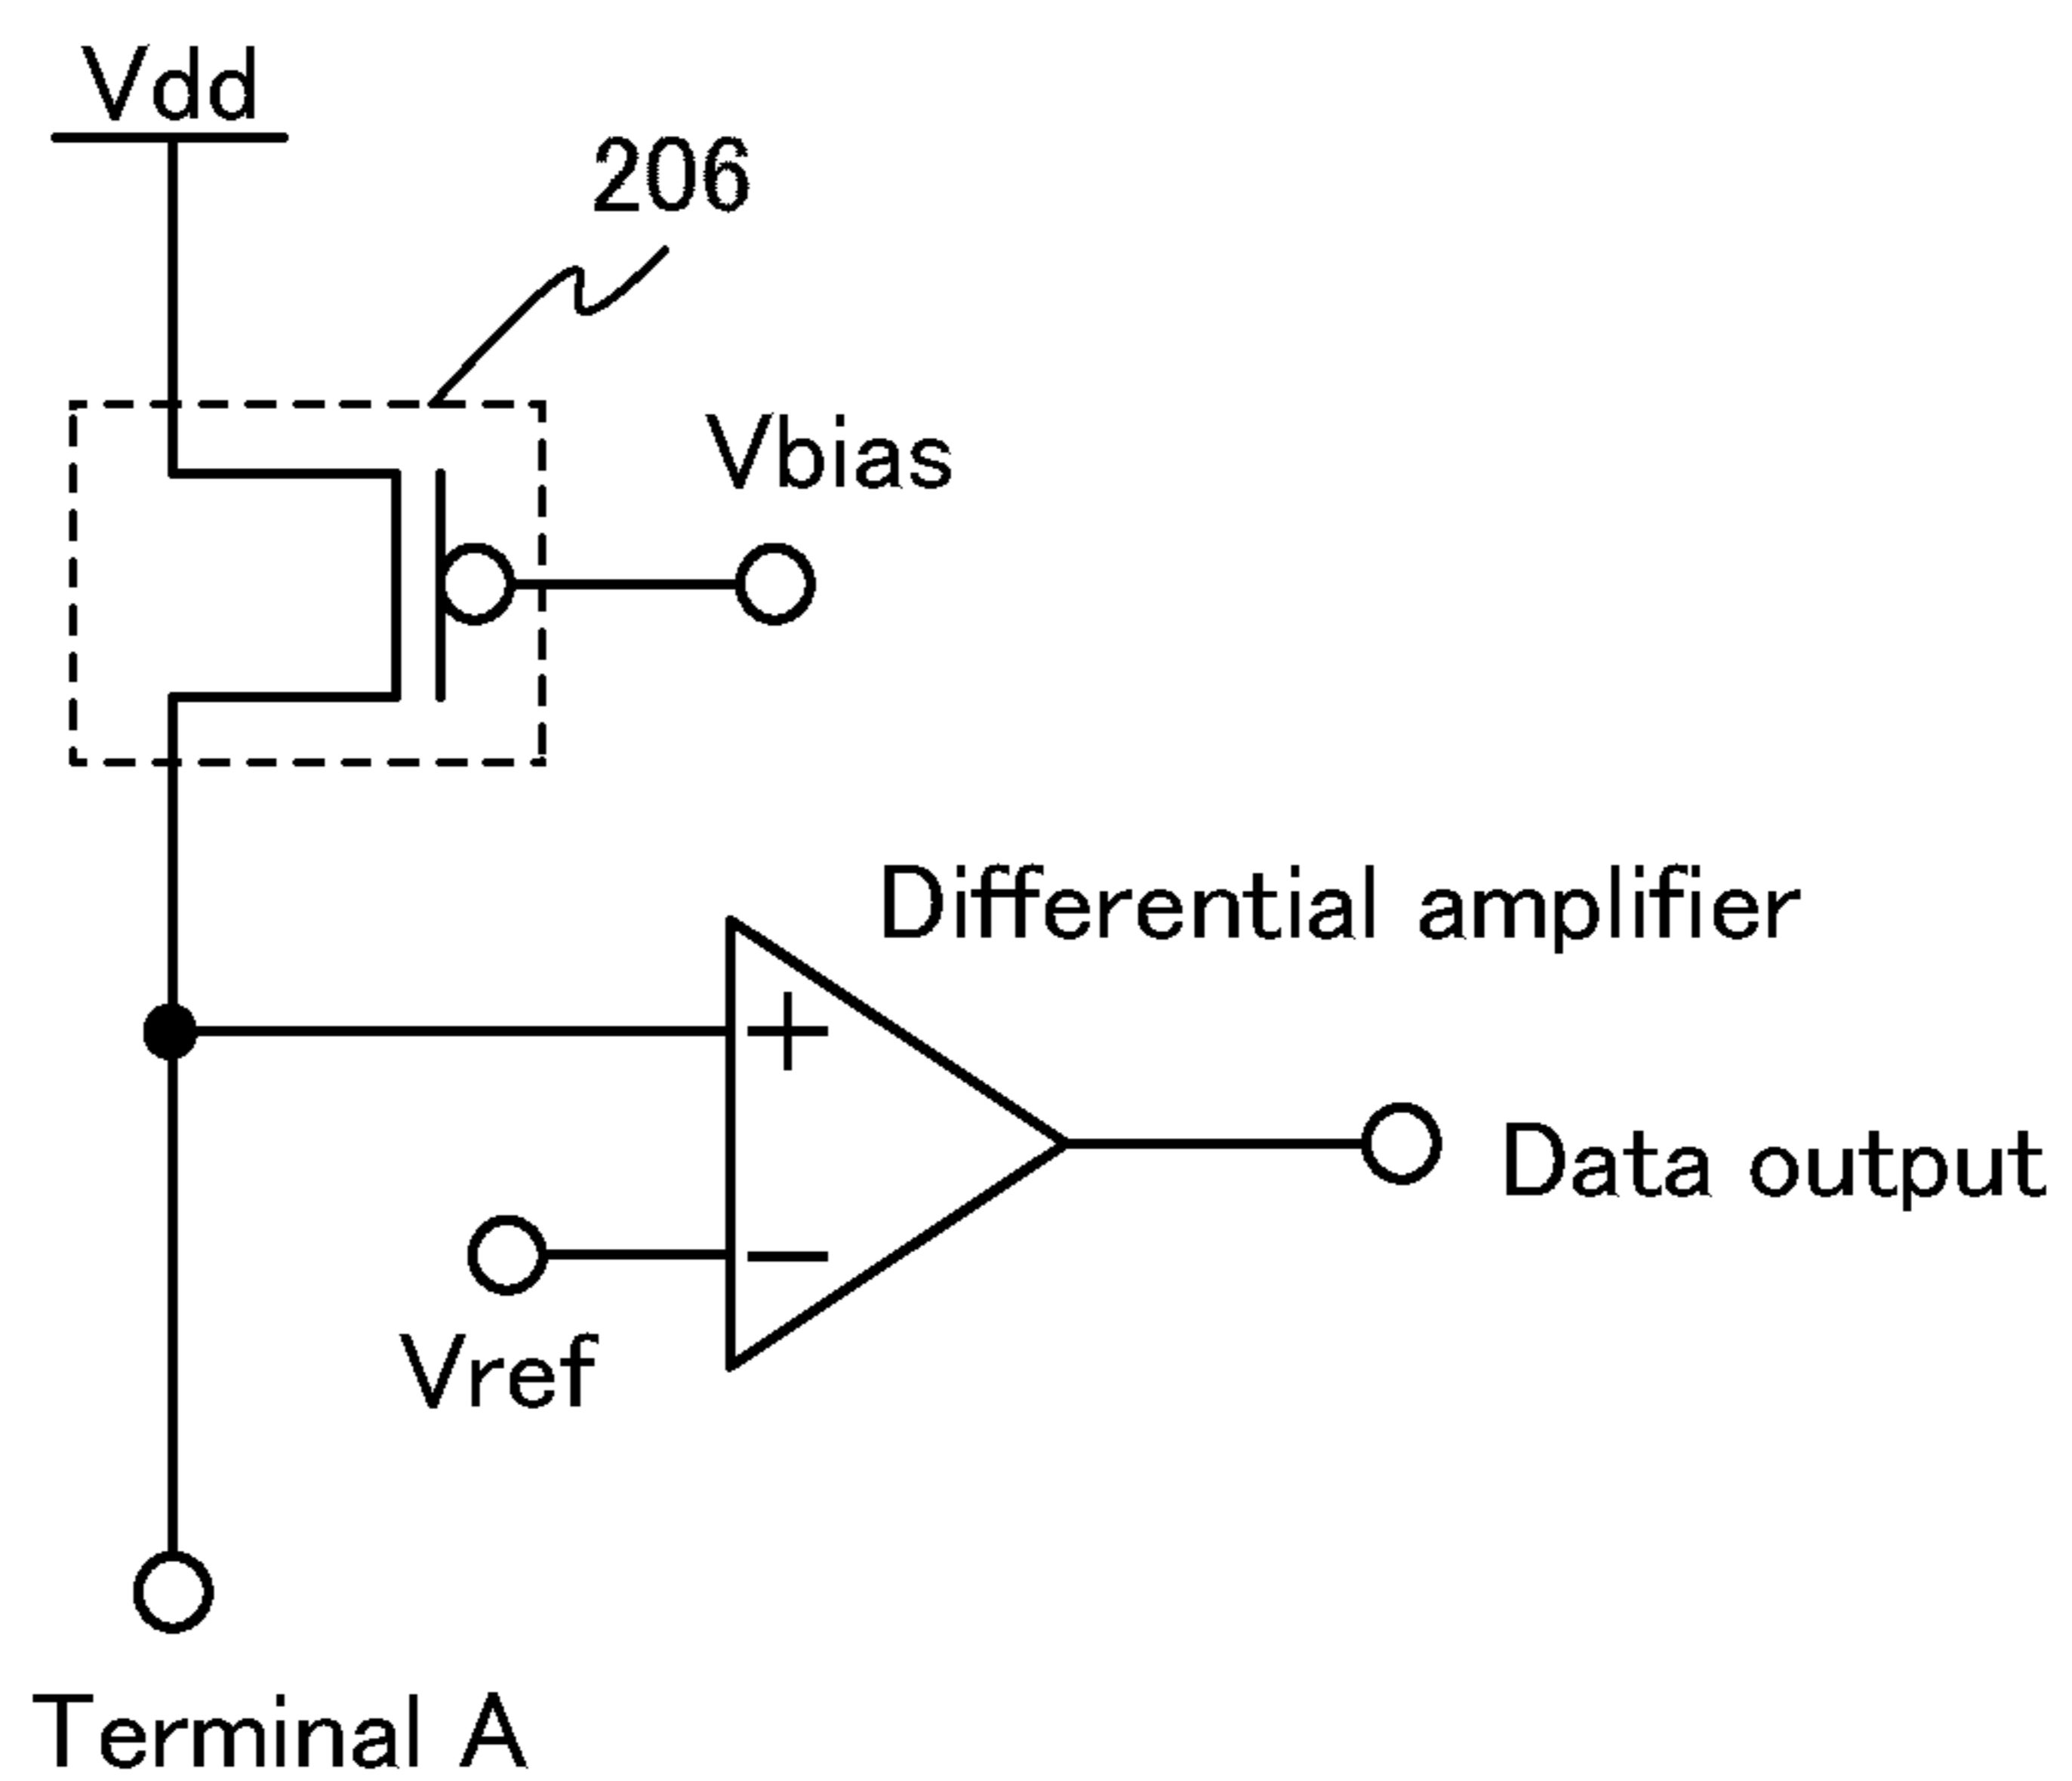 Vdd
206
Vbias
Differential amplifier
+
Data output
−
Vref
Terminal A